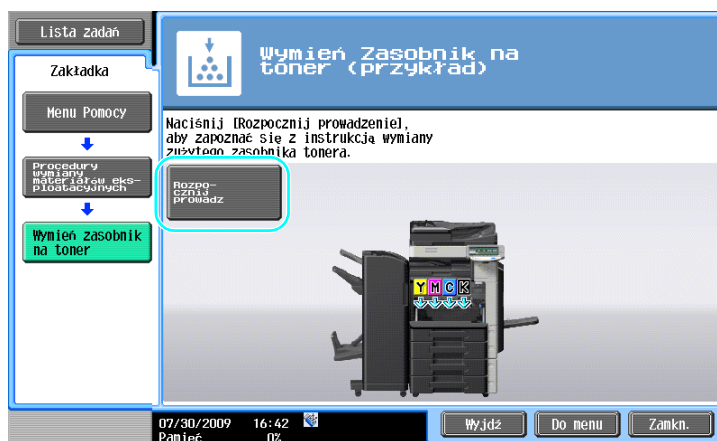 Lista zadań
Zakładka
Menu Pomocy
Procedury
wymiany
materiałów eks-
ploatacyjnych
Wymień zasobnik
na toner
Wymień Zasobnik na
toner (przykład)
Naciśnij [Rozpocznij prowadzenie],
aby zapoznać się z instrukcją wymiany
zużytego zasobnika tonera.
Rozpo-
cznij
prowadz
Y M C K
07/30/2009 16:42
Pamięć 0%
Wyjdź
Do menu
Zamkn.